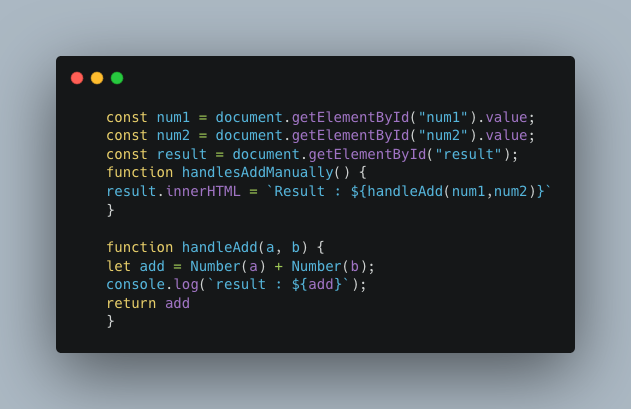 const num1 = document.getElementById("num1").value;
const num2 = document.getElementById("num2").value;
const result = document.getElementById("result");
function handlesAddManually() {
result.innerHTML = `Result : ${handleAdd(num1,num2)}`
}
function handleAdd(a, b) {
let add = Number(a) + Number(b);
console.log(`result : ${add}`);
return add
}